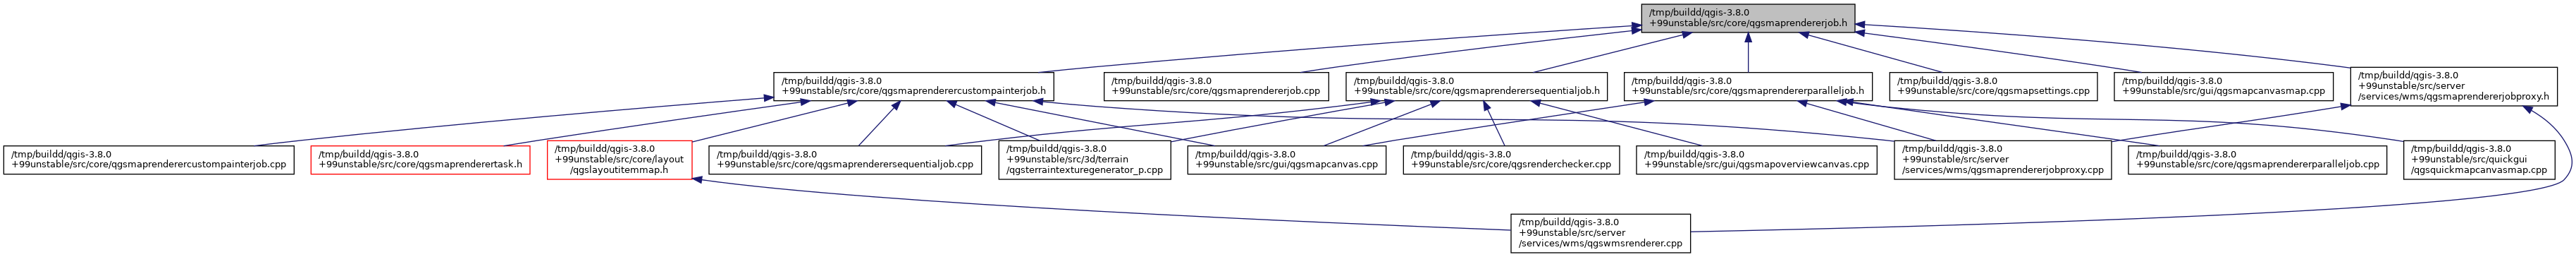 /tmp/buildd/qgis-3.8.0
+99unstable/src/core/qgsmaprendererjob.h
/tmp/buildd/qgis-3.8.0
+99unstable/src/core/qgsmaprenderercustompainterjob.h
/tmp/buildd/qgis-3.8.0
+99unstable/src/core/qgsmaprendererjob.cpp
/tmp/buildd/qgis-3.8.0
+99unstable/src/core/qgsmaprenderersequentialjob.h
/tmp/buildd/qgis-3.8.0
+99unstable/src/core/qgsmaprendererparalleljob.h
/tmp/buildd/qgis-3.8.0
+99unstable/src/core/qgsmapsettings.cpp
/tmp/buildd/qgis-3.8.0
+99unstable/src/gui/qgsmapcanvasmap.cpp
/tmp/buildd/qgis-3.8.0
+99unstable/src/server
/services/wms/qgsmaprendererjobproxy.h
/tmp/buildd/qgis-3.8.0
+99unstable/src/core/qgsmaprenderercustompainterjob.cpp
/tmp/buildd/qgis-3.8.0
+99unstable/src/core/qgsmaprenderertask.h
/tmp/buildd/qgis-3.8.0
+99unstable/src/core/layout
/qgslayoutitemmap.h
/tmp/buildd/qgis-3.8.0
+99unstable/src/core/qgsmaprenderersequentialjob.cpp
/tmp/buildd/qgis-3.8.0
+99unstable/src/3d/terrain
/qgsterraintexturegenerator_p.cpp
/tmp/buildd/qgis-3.8.0
+99unstable/src/gui/qgsmapcanvas.cpp
/tmp/buildd/qgis-3.8.0
+99unstable/src/core/qgsrenderchecker.cpp
/tmp/buildd/qgis-3.8.0
+99unstable/src/gui/qgsmapoverviewcanvas.cpp
/tmp/buildd/qgis-3.8.0
+99unstable/src/server
/services/wms/qgsmaprendererjobproxy.cpp
/tmp/buildd/qgis-3.8.0
+99unstable/src/core/qgsmaprendererparalleljob.cpp
/tmp/buildd/qgis-3.8.0
+99unstable/src/quickgui
/qgsquickmapcanvasmap.cpp
/tmp/buildd/qgis-3.8.0
+99unstable/src/server
/services/wms/qgswmsrenderer.cpp